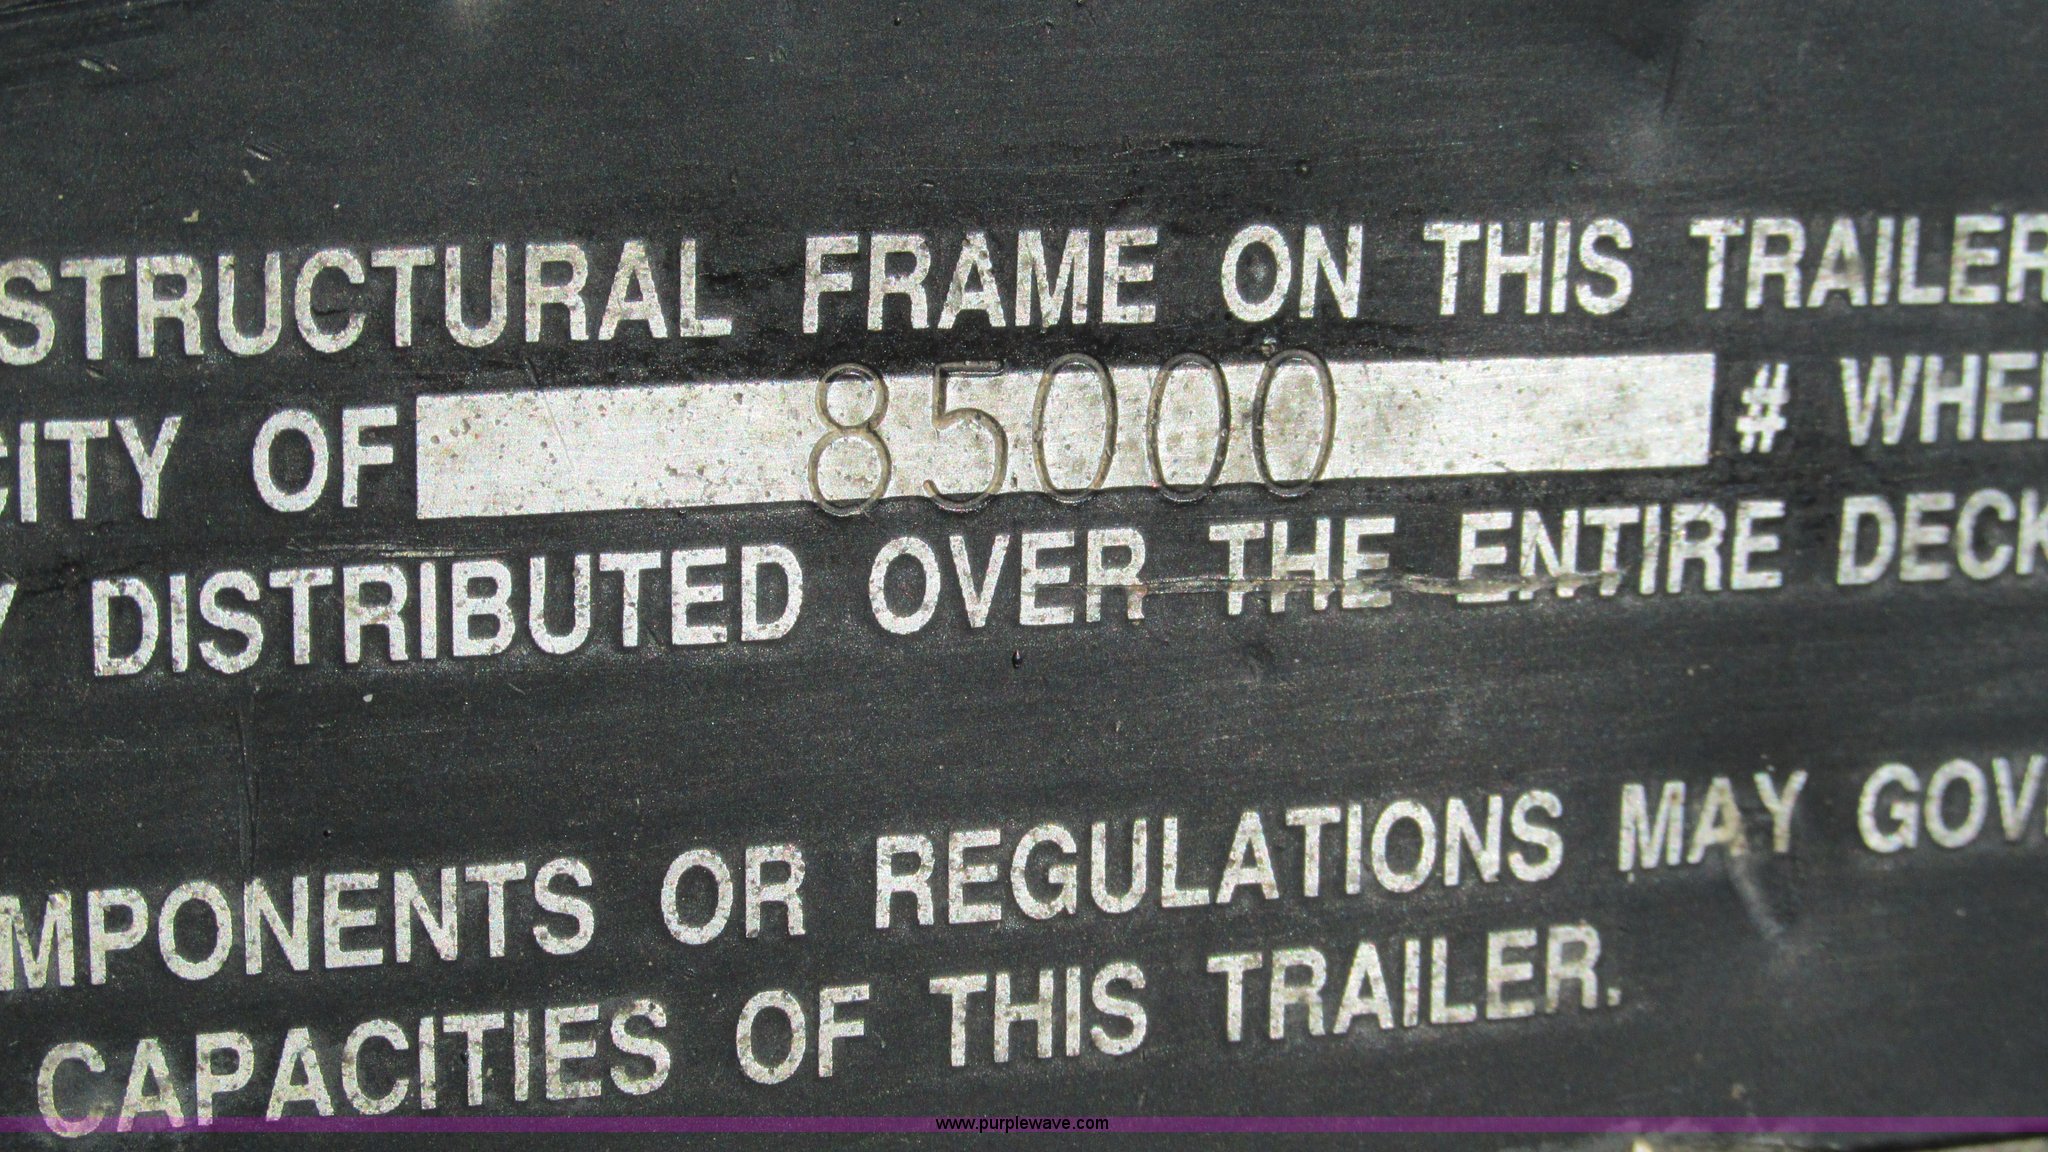 STRUCTURAL FRAME ON THIS TRAILER
CITY OF 85000 # WHE
Y DISTRIBUTED OVER THE ENTIRE DECK
MPONENTS OR REGULATIONS MAY GOV
CAPACITIES OF THIS TRAILER.
www.purplewave.com